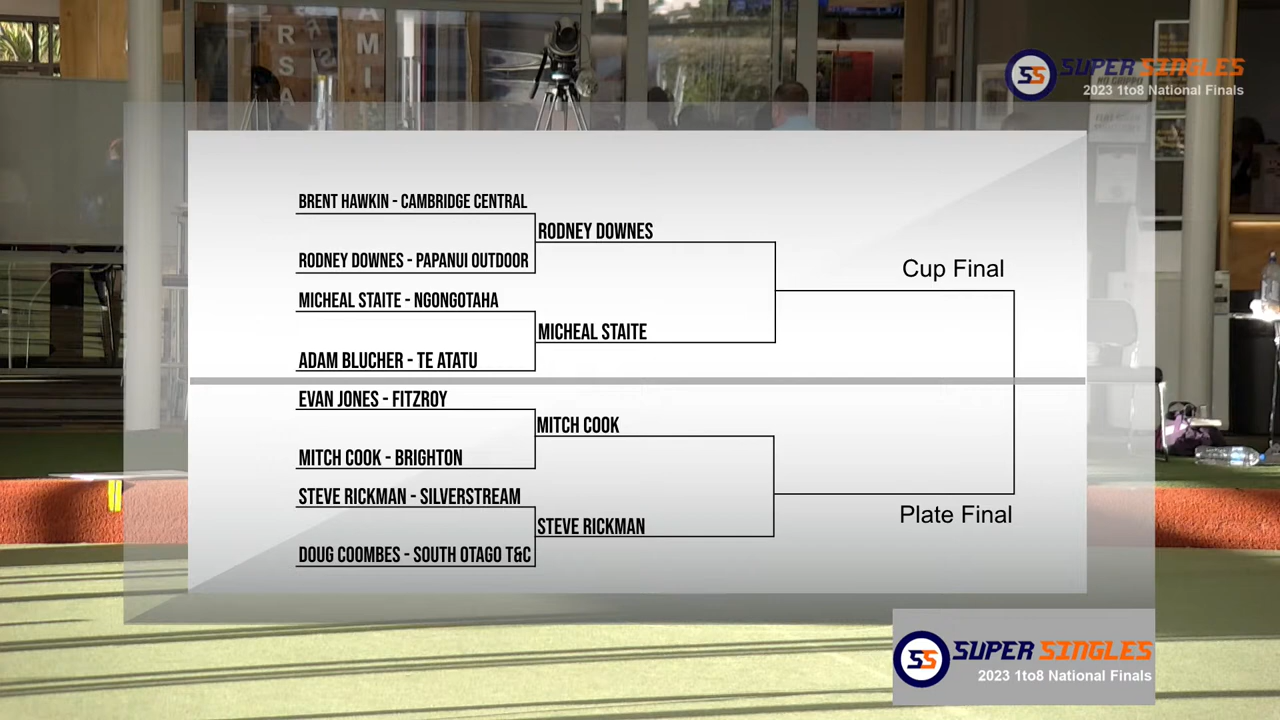 R
S
A
A
M
I
SUPER SINGLES
2023 1to8 National Finals
BRENT HAWKIN - CAMBRIDGE CENTRAL
RODNEY DOWNES
RODNEY DOWNES - PAPANUI OUTDOOR
Cup Final
MICHEAL STAITE - NGONGOTAHA
MICHEAL STAITE
ADAM BLUCHER - TE ATATU
EVAN JONES - FITZROY
MITCH COOK
MITCH COOK - BRIGHTON
STEVE RICKMAN - SILVERSTREAM
Plate Final
STEVE RICKMAN
DOUG COOMBES - SOUTH OTAGO T&C
SS SUPER SINGLES
2023 1to8 National Finals